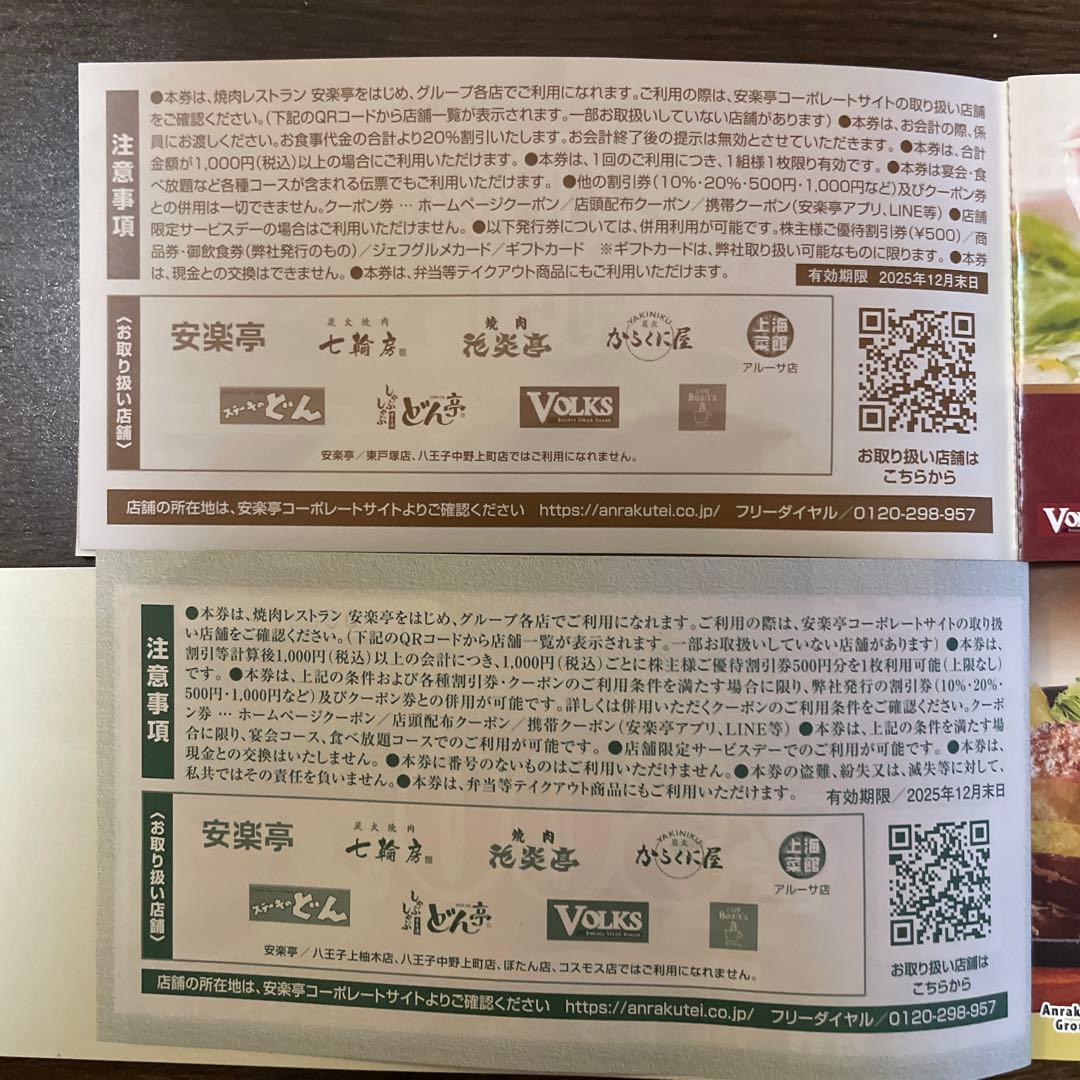 注意事項
●本券は、焼肉レストラン 安楽亭をはじめ、グループ各店でご利用になれます。ご利用の際は、安楽亭コーポレートサイトの取り扱い店舗
をご確認ください。(下記のQRコードから店舗一覧が表示されます。一部お取扱いしていない店舗があります) ●本券は、お会計の際、係
員にお渡しください。お食事代金の合計より20%割引いたします。お会計終了後の提示は無効とさせていただきます。 ●本券は、合計
金額が1,000円(税込)以上の場合にご利用いただけます。 ●本券は、1回のご利用につき、1組様1枚限り有効です。 ●本券は宴会・食
べ放題など各種コースが含まれる伝票でもご利用いただけます。 ●他の割引券(10%・20%・500円・1,000円など)及びクーポン券
との併用は一切できません。クーポン券 … ホームページクーポン／店頭配布クーポン／携帯クーポン(安楽亭アプリ、LINE等) ●店舗
限定サービスデーの場合はご利用いただけません。 ●以下発行券については、併用利用が可能です。株主様ご優待割引券(¥500)／商
品券・御飲食券(弊社発行のもの)／ジェフグルメカード／ギフトカード ※ギフトカードは、弊社取り扱い可能なものに限ります。 ●本券
は、現金との交換はできません。 ●本券は、弁当等テイクアウト商品にもご利用いただけます。
有効期限 2025年12月末日
〈お取り扱い店舗〉
安楽亭
炭火焼肉
七輪房
焼肉
花炎亭
YAKINIKU
炭火
からくに屋
上海菜館
アルーサ店
ステーキのどん
しゃぶしゃぶ どん亭
VOLKS
Bakery Steak House
CAFE
Bean's
安楽亭／東戸塚店、八王子中野上町店ではご利用になれません。
お取り扱い店舗は
こちらから
店舗の所在地は、安楽亭コーポレートサイトよりご確認ください https://anrakutei.co.jp/ フリーダイヤル／0120-298-957
注意事項
●本券は、焼肉レストラン 安楽亭をはじめ、グループ各店でご利用になれます。ご利用の際は、安楽亭コーポレートサイトの取り扱
い店舗をご確認ください。(下記のQRコードから店舗一覧が表示されます。一部お取扱いしていない店舗があります) ●本券は、
割引等計算後1,000円(税込)以上の会計につき、1,000円(税込)ごとに株主様ご優待割引券500円分を1枚利用可能(上限なし)
です。 ●本券は、上記の条件および各種割引券・クーポンのご利用条件を満たす場合に限り、弊社発行の割引券(10%・20%・
500円・1,000円など)及びクーポン券との併用が可能です。詳しくは併用いただくクーポンのご利用条件をご確認ください。クーポ
ン券 … ホームページクーポン／店頭配布クーポン／携帯クーポン(安楽亭アプリ、LINE等) ●本券は、上記の条件を満たす場
合に限り、宴会コース、食べ放題コースでのご利用が可能です。 ●店舗限定サービスデーでのご利用が可能です。 ●本券は、
現金との交換はいたしません。 ●本券に番号のないものはご利用いただけません。 ●本券の盗難、紛失又は、滅失等に対して、
私共ではその責任を負いません。 ●本券は、弁当等テイクアウト商品にもご利用いただけます。 有効期限／2025年12月末日
〈お取り扱い店舗〉
安楽亭
炭火焼肉
七輪房
焼肉
花炎亭
YAKINIKU
炭火
からくに屋
上海菜館
アルーサ店
ステーキのどん
しゃぶしゃぶ どん亭
VOLKS
Bakery Steak House
CAFE
Bean's
安楽亭／八王子上柚木店、八王子中野上町店、ぼたん店、コスモス店ではご利用になれません。
お取り扱い店舗は
こちらから
店舗の所在地は、安楽亭コーポレートサイトよりご確認ください https://anrakutei.co.jp/ フリーダイヤル／0120-298-957